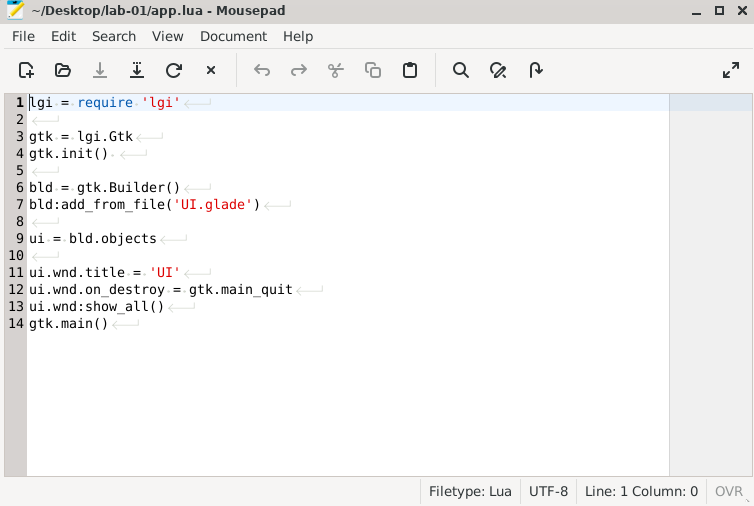 ~/Desktop/lab-01/app.lua - Mousepad
File Edit Search View Document Help
1 lgi = require 'lgi'
2
3 gtk = lgi.Gtk
4 gtk.init()
5
6 bld = gtk.Builder()
7 bld:add_from_file('UI.glade')
8
9 ui = bld.objects
10
11 ui.wnd.title = 'UI'
12 ui.wnd.on_destroy = gtk.main_quit
13 ui.wnd:show_all()
14 gtk.main()
Filetype: Lua UTF-8 Line: 1 Column: 0 OVR